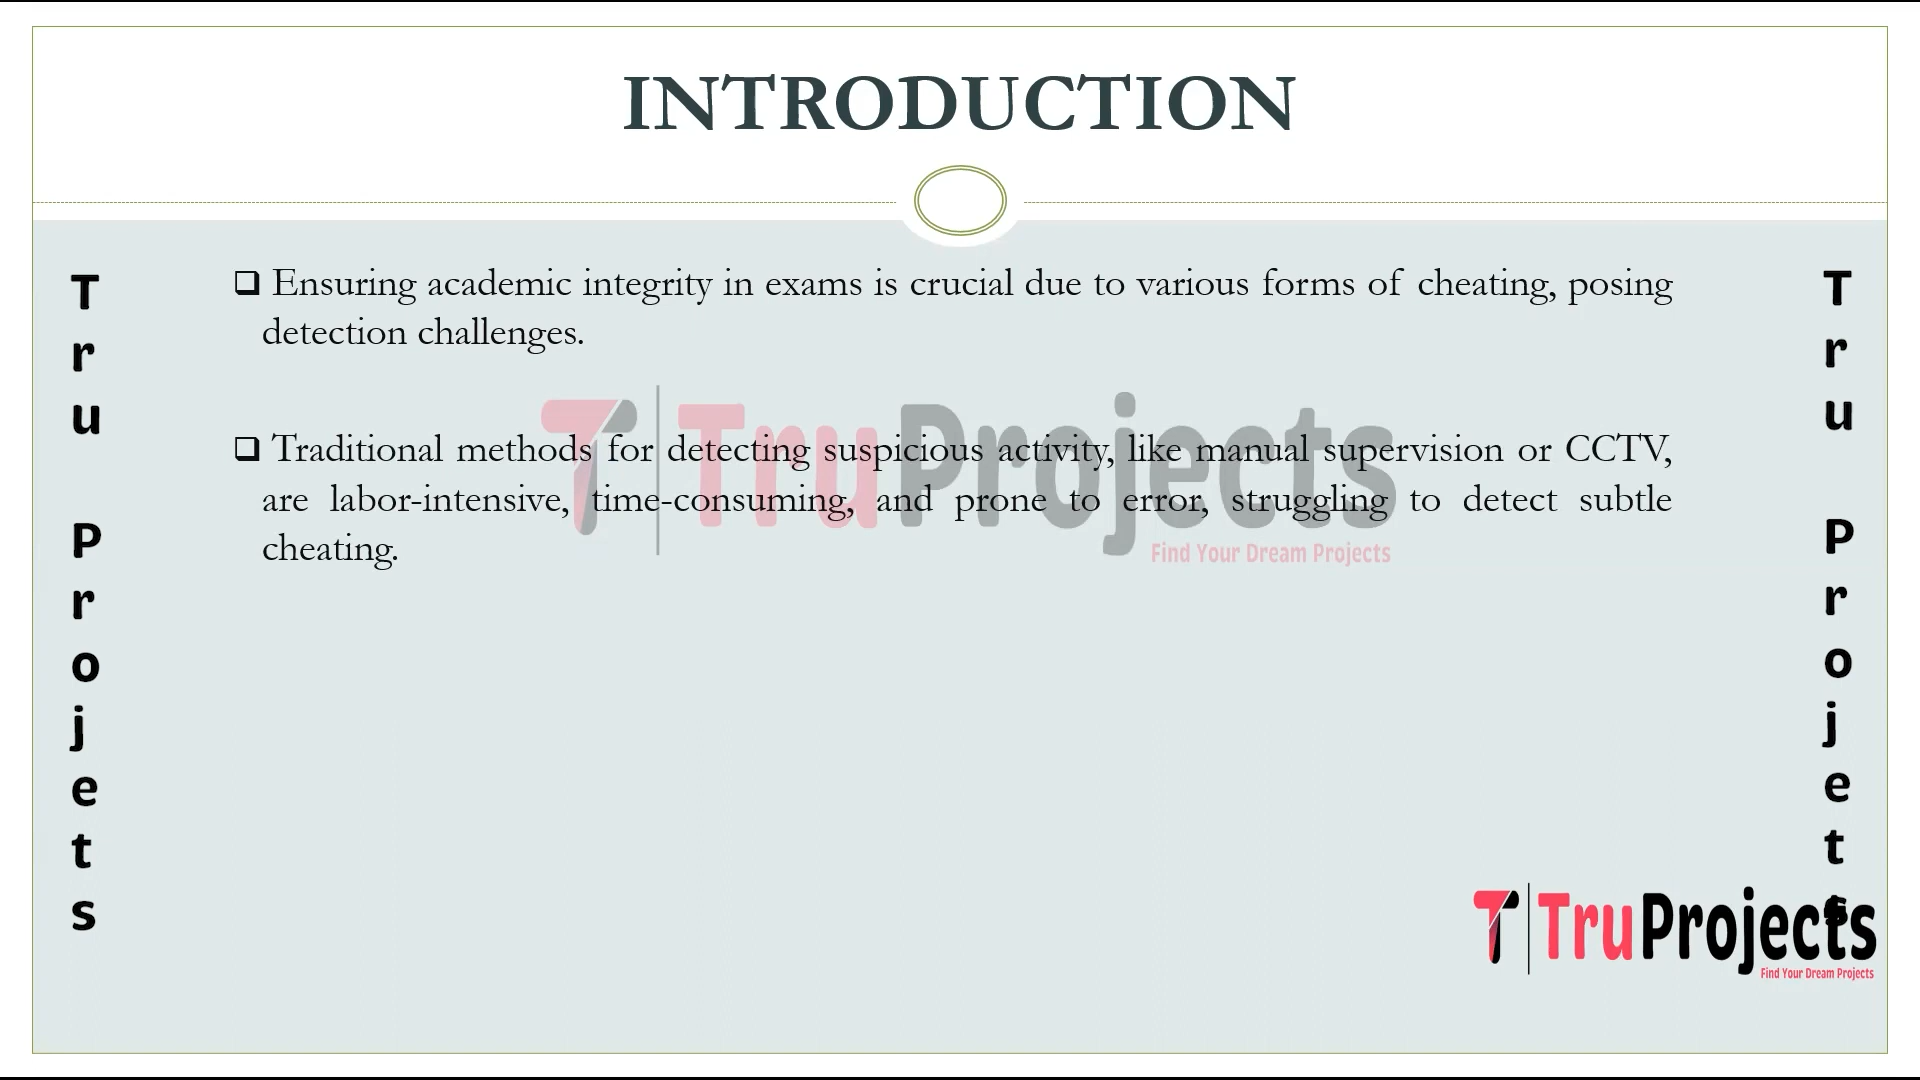 INTRODUCTION
❑ Ensuring academic integrity in exams is crucial due to various forms of cheating, posing
detection challenges.
❑ Traditional methods for detecting suspicious activity, like manual supervision or CCTV,
are labor-intensive, time-consuming, and prone to error, struggling to detect subtle
cheating.
TruProjects
Find Your Dream Projects
T
r
u
P
r
o
j
e
t
s
T
r
u
P
r
o
j
e
t
s
TruProjects
Find Your Dream Projects